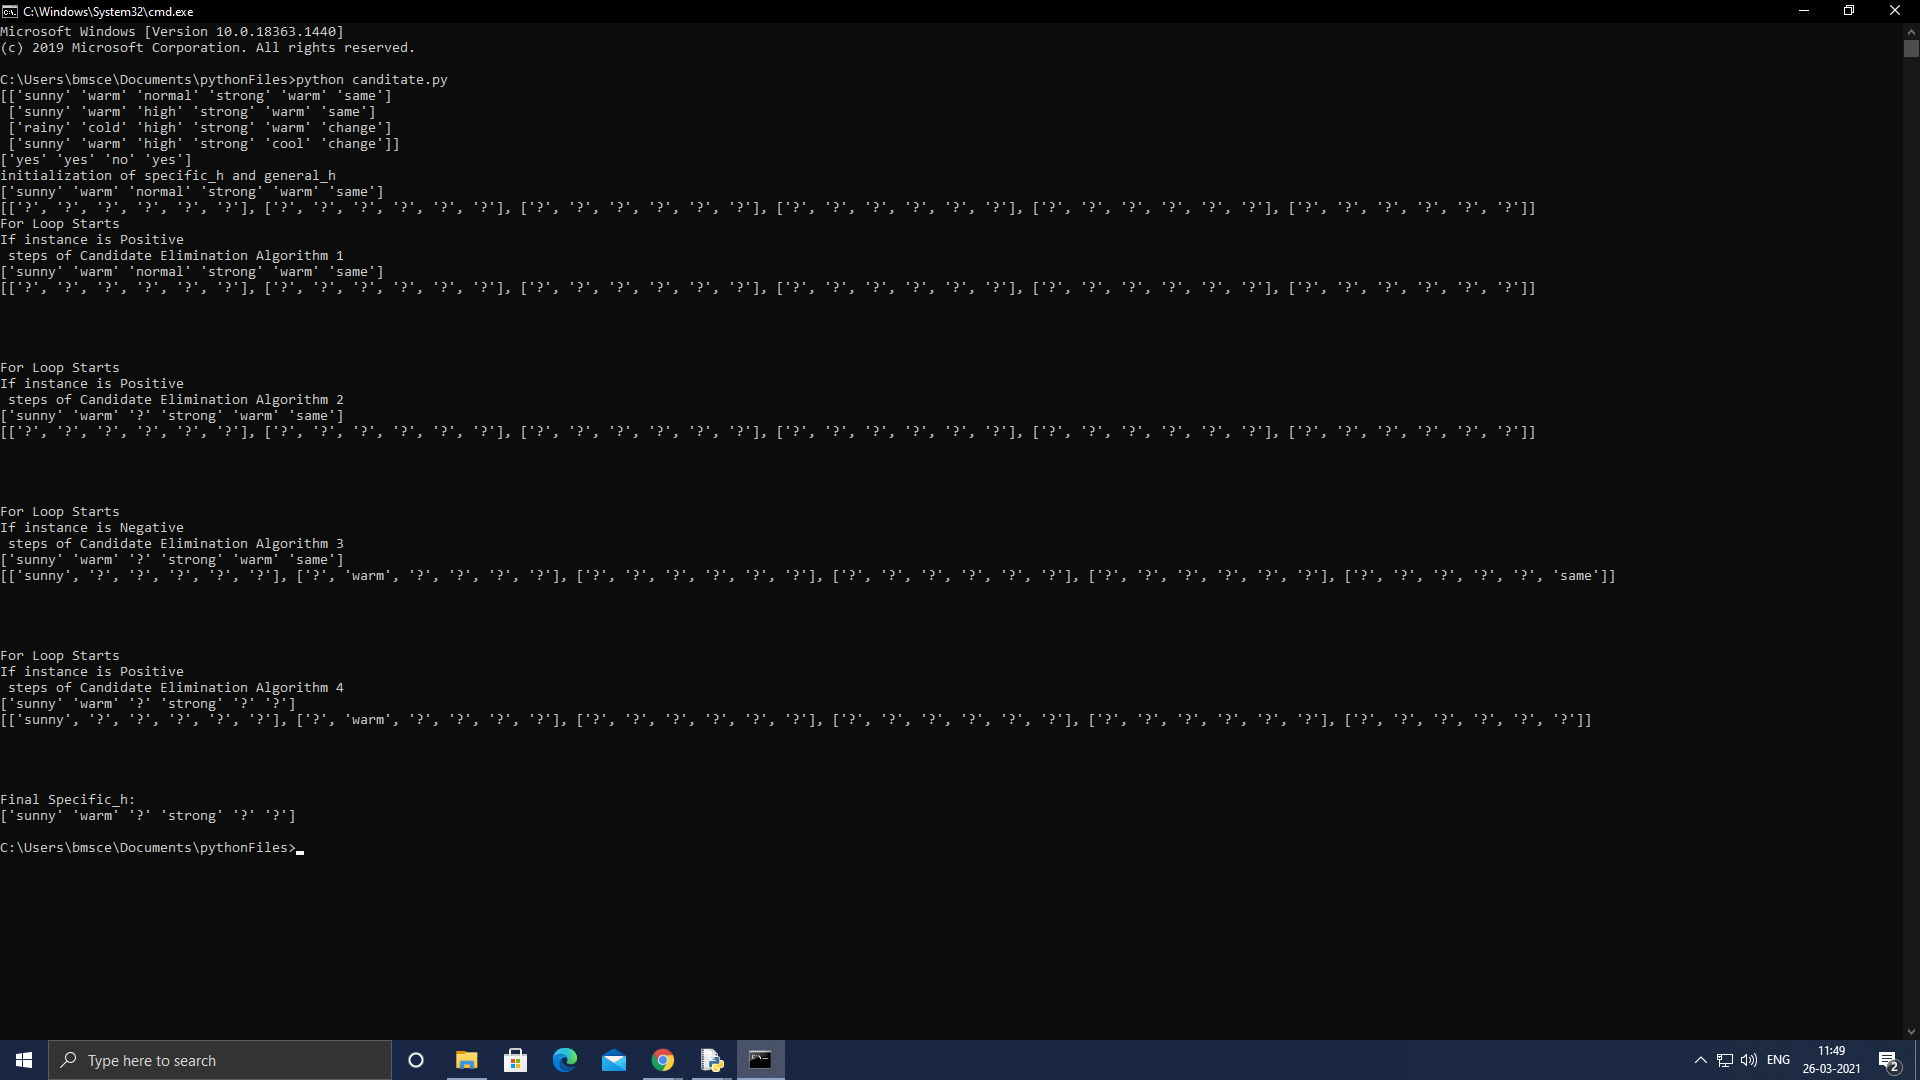 C:\Windows\System32\cmd.exe
Microsoft Windows [Version 10.0.18363.1440]
(c) 2019 Microsoft Corporation. All rights reserved.
C:\Users\bmsce\Documents\pythonFiles>python canditate.py
[['sunny' 'warm' 'normal' 'strong' 'warm' 'same']
 ['sunny' 'warm' 'high' 'strong' 'warm' 'same']
 ['rainy' 'cold' 'high' 'strong' 'warm' 'change']
 ['sunny' 'warm' 'high' 'strong' 'cool' 'change']]
['yes' 'yes' 'no' 'yes']
initialization of specific_h and general_h
['sunny' 'warm' 'normal' 'strong' 'warm' 'same']
[['?', '?', '?', '?', '?', '?'], ['?', '?', '?', '?', '?', '?'], ['?', '?', '?', '?', '?', '?'], ['?', '?', '?', '?', '?', '?'], ['?', '?', '?', '?', '?', '?'], ['?', '?', '?', '?', '?', '?']]
For Loop Starts
If instance is Positive
 steps of Candidate Elimination Algorithm 1
['sunny' 'warm' 'normal' 'strong' 'warm' 'same']
[['?', '?', '?', '?', '?', '?'], ['?', '?', '?', '?', '?', '?'], ['?', '?', '?', '?', '?', '?'], ['?', '?', '?', '?', '?', '?'], ['?', '?', '?', '?', '?', '?'], ['?', '?', '?', '?', '?', '?']]
For Loop Starts
If instance is Positive
 steps of Candidate Elimination Algorithm 2
['sunny' 'warm' '?' 'strong' 'warm' 'same']
[['?', '?', '?', '?', '?', '?'], ['?', '?', '?', '?', '?', '?'], ['?', '?', '?', '?', '?', '?'], ['?', '?', '?', '?', '?', '?'], ['?', '?', '?', '?', '?', '?'], ['?', '?', '?', '?', '?', '?']]
For Loop Starts
If instance is Negative
 steps of Candidate Elimination Algorithm 3
['sunny' 'warm' '?' 'strong' 'warm' 'same']
[['sunny', '?', '?', '?', '?', '?'], ['?', 'warm', '?', '?', '?', '?'], ['?', '?', '?', '?', '?', '?'], ['?', '?', '?', '?', '?', '?'], ['?', '?', '?', '?', '?', '?'], ['?', '?', '?', '?', '?', 'same']]
For Loop Starts
If instance is Positive
 steps of Candidate Elimination Algorithm 4
['sunny' 'warm' '?' 'strong' '?' '?']
[['sunny', '?', '?', '?', '?', '?'], ['?', 'warm', '?', '?', '?', '?'], ['?', '?', '?', '?', '?', '?'], ['?', '?', '?', '?', '?', '?'], ['?', '?', '?', '?', '?', '?'], ['?', '?', '?', '?', '?', '?']]
Final Specific_h:
['sunny' 'warm' '?' 'strong' '?' '?']
C:\Users\bmsce\Documents\pythonFiles>
Type here to search
ENG
11:49
26-03-2021
2